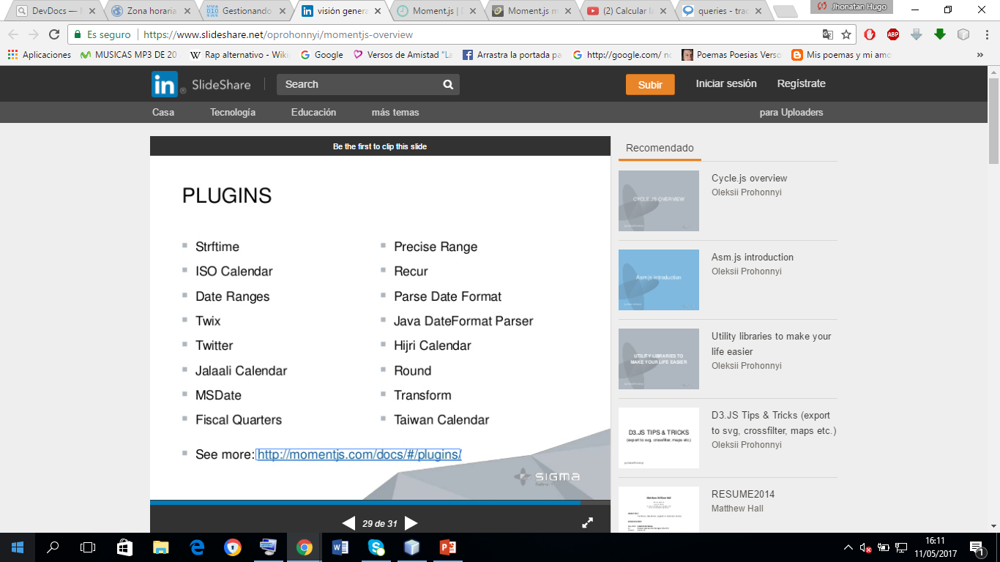 DevDocs —
Zona horaria
Gestionando
visión genera
Moment.js |
Moment.js m
(2) Calcular la
queries - trac
Jhonatan Hugo
Es seguro
https://www.slideshare.net/oprohonnyi/momentjs-overview
ABP
Aplicaciones
MUSICAS MP3 DE 20
Rap alternativo - Wiki
Google
Versos de Amistad "La
Arrastra la portada pa
http://google.com/ no
Poemas Poesias Verso
Mis poemas y mi amo
»
in SlideShare
Search
Subir
Iniciar sesión
Regístrate
Casa
Tecnología
Educación
más temas
para Uploaders
Be the first to clip this slide
PLUGINS
Strftime
ISO Calendar
Date Ranges
Twix
Twitter
Jalaali Calendar
MSDate
Fiscal Quarters
Precise Range
Recur
Parse Date Format
Java DateFormat Parser
Hijri Calendar
Round
Transform
Taiwan Calendar
See more: http://momentjs.com/docs/#/plugins/
sigma
29 de 31
Recomendado
CYCLE.JS OVERVIEW
Cycle.js overview
Oleksii Prohonnyi
Asm.js introduction
Asm.js introduction
Oleksii Prohonnyi
UTILITY LIBRARIES TO
MAKE YOUR LIFE EASIER
Utility libraries to make your
life easier
Oleksii Prohonnyi
D3.JS TIPS & TRICKS
(export to svg, crossfilter, maps etc.)
D3.JS Tips & Tricks (export
to svg, crossfilter, maps etc.)
Oleksii Prohonnyi
RESUME2014
Matthew Hall
16:11
11/05/2017
1